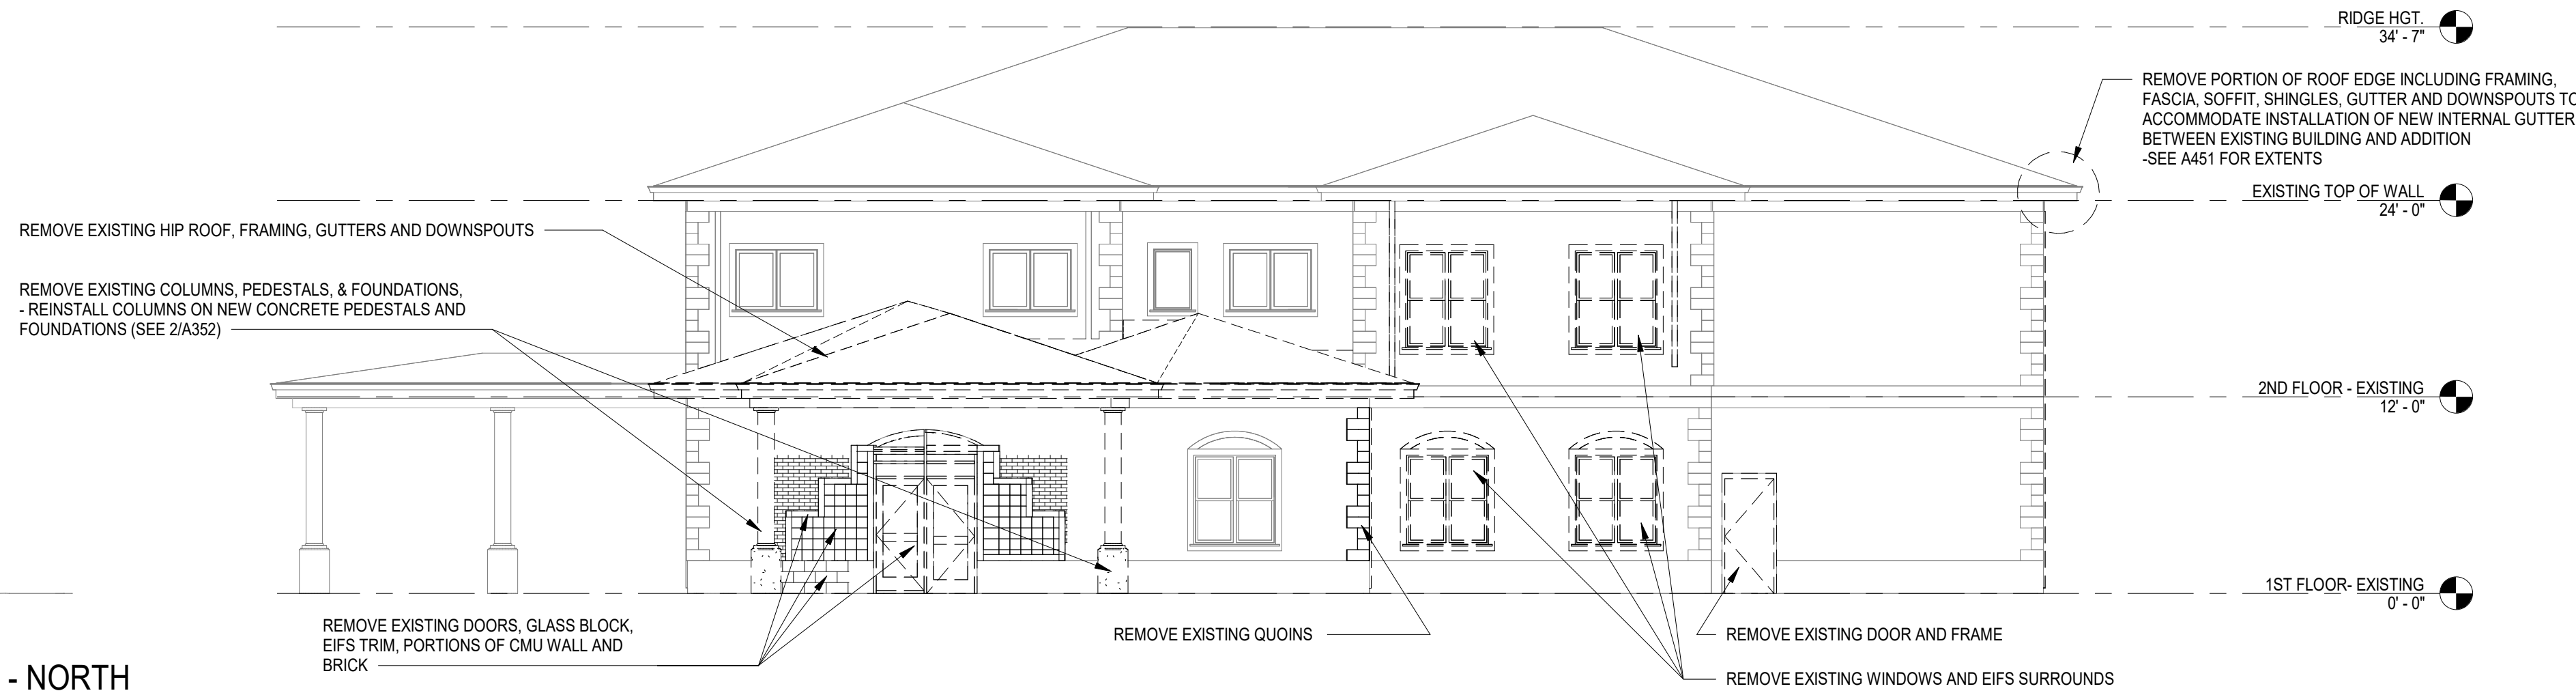 RIDGE HGT.
34' - 7"
REMOVE PORTION OF ROOF EDGE INCLUDING FRAMING,
FASCIA, SOFFIT, SHINGLES, GUTTER AND DOWNSPOUTS TO
ACCOMMODATE INSTALLATION OF NEW INTERNAL GUTTER
BETWEEN EXISTING BUILDING AND ADDITION
-SEE A451 FOR EXTENTS
EXISTING TOP OF WALL
24' - 0"
REMOVE EXISTING HIP ROOF, FRAMING, GUTTERS AND DOWNSPOUTS
REMOVE EXISTING COLUMNS, PEDESTALS, & FOUNDATIONS,
- REINSTALL COLUMNS ON NEW CONCRETE PEDESTALS AND
FOUNDATIONS (SEE 2/A352)
2ND FLOOR - EXISTING
12' - 0"
1ST FLOOR- EXISTING
0' - 0"
REMOVE EXISTING DOORS, GLASS BLOCK,
EIFS TRIM, PORTIONS OF CMU WALL AND
BRICK
REMOVE EXISTING QUOINS
REMOVE EXISTING DOOR AND FRAME
REMOVE EXISTING WINDOWS AND EIFS SURROUNDS
- NORTH